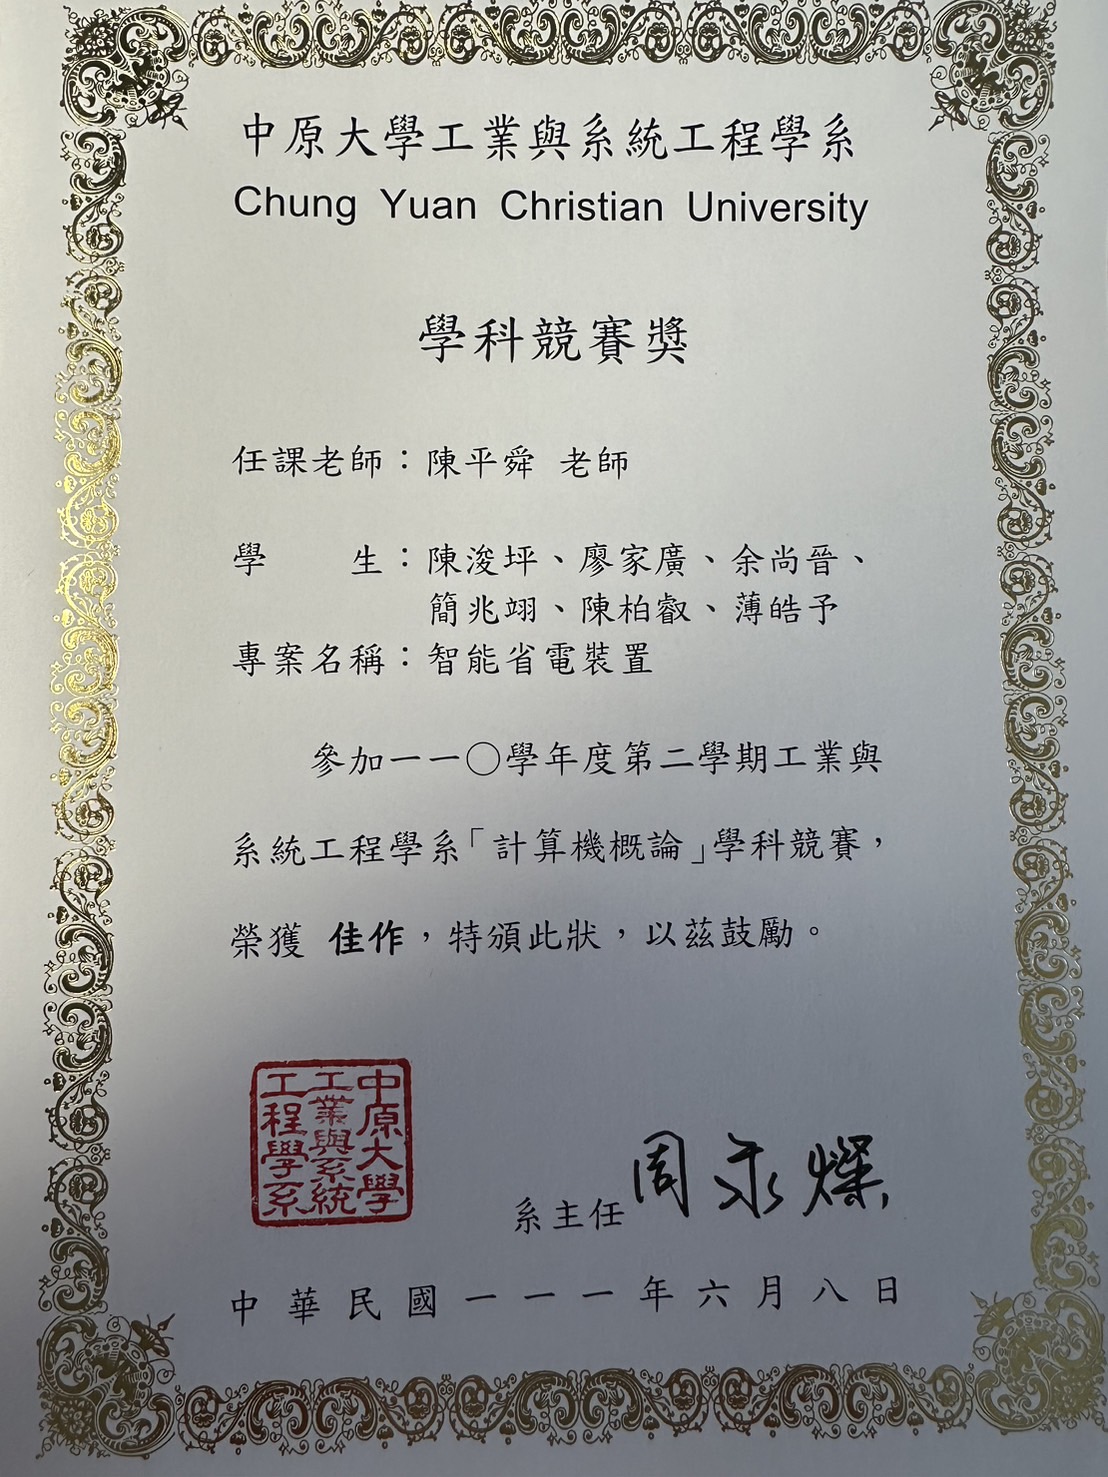 中原大學工業與系統工程學系
Chung Yuan Christian University
學科競賽獎
任課老師：陳平舜 老師
學　　生：陳浚坪、廖家廣、余尚晉、
簡兆翊、陳柏叡、薄皓予
專案名稱：智能省電裝置
參加一一〇學年度第二學期工業與
系統工程學系「計算機概論」學科競賽，
榮獲 佳作，特頒此狀，以茲鼓勵。
中原大學
工業與系統
工程學系
系主任 周永燦
中華民國一一一年六月八日